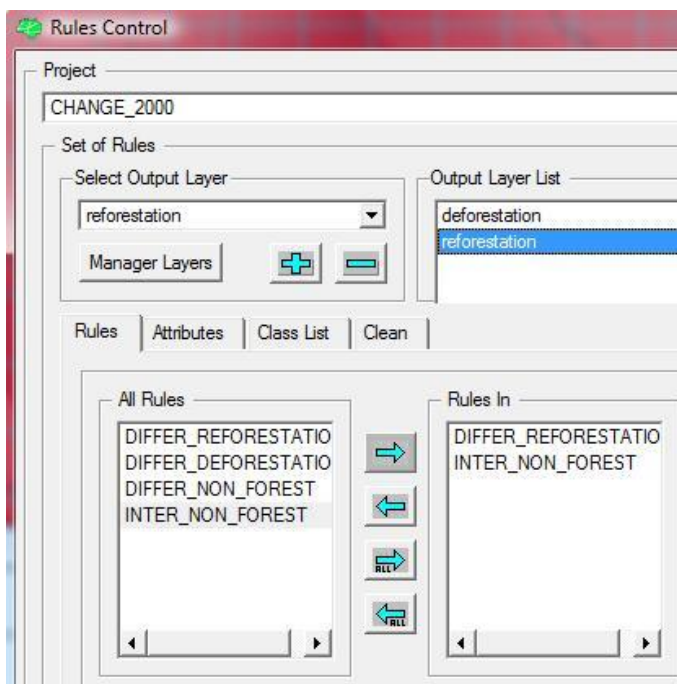 Rules Control
Project
CHANGE_2000
Set of Rules
Select Output Layer
reforestation
Manager Layers
Output Layer List
deforestation
reforestation
Rules
Attributes
Class List
Clean
All Rules
DIFFER_REFORESTATIO
DIFFER_DEFORESTATIO
DIFFER_NON_FOREST
INTER_NON_FOREST
ALL
ALL
Rules In
DIFFER_REFORESTATIO
INTER_NON_FOREST